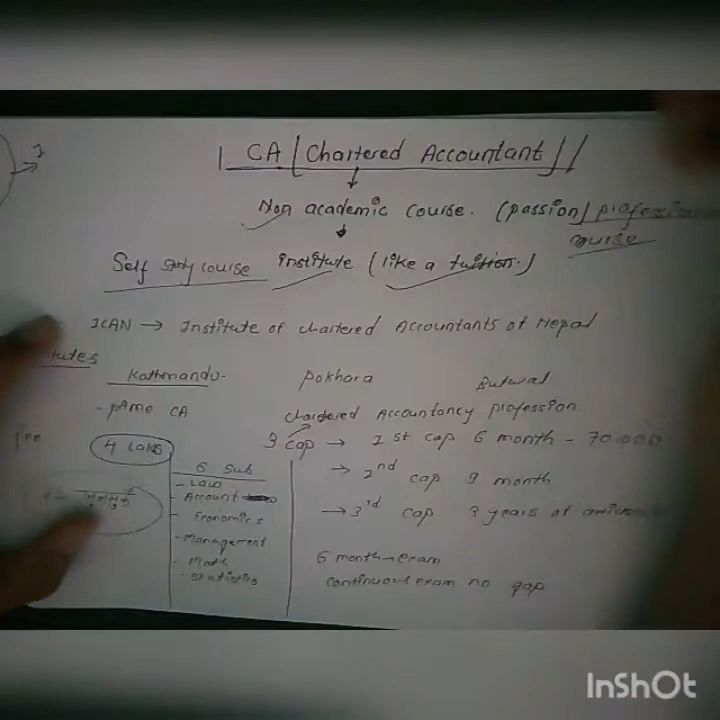 CA (Chartered Accountant)
Non academic course. (passion) professional
course
Self study course institute (like a tuition.)
ICAN → Institute of chartered Accountants of Nepal
tutes
Kathmandu. Pokhara Butwal
- Prime CA chartered Accountancy profession
4 Lakhs 3 cap → 1st cap 6 month - 70.000
6 sub → 2nd cap 9 month
- Law → 3rd cap 3 years of
- Account
- Economics
- Management
- Math 6 month → exam
- Statistics continuous exam no gap
InShOt